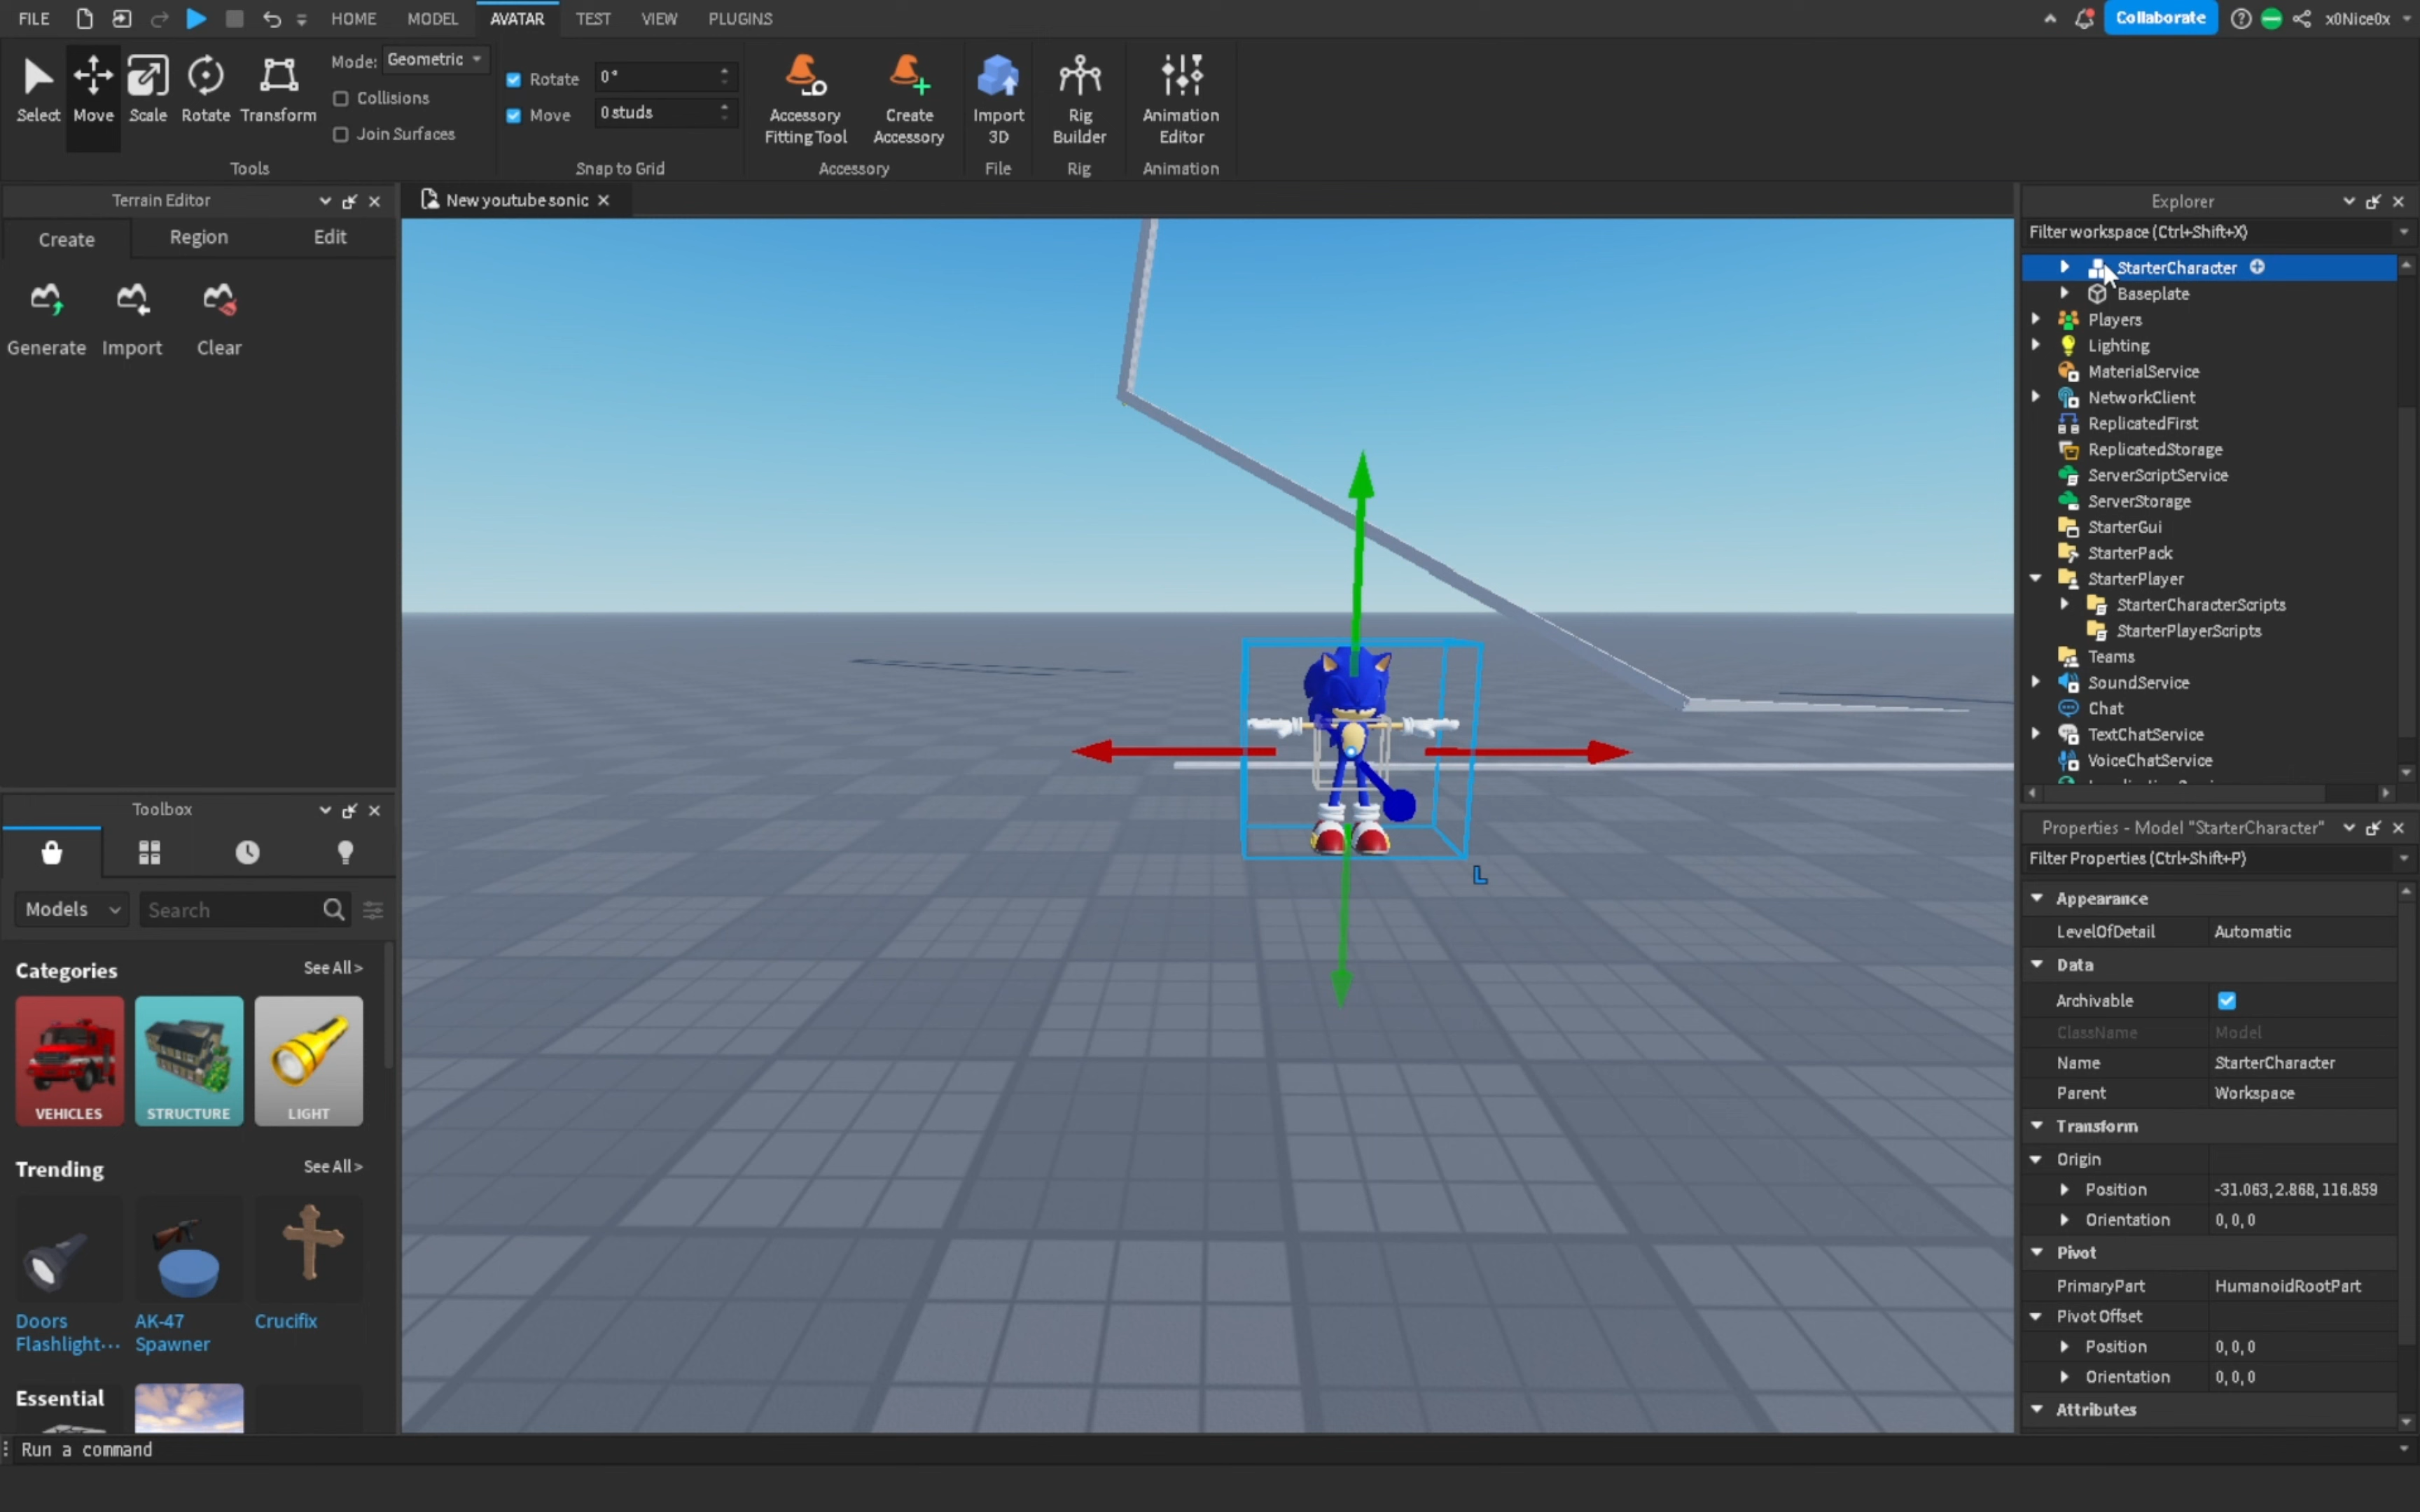 FILE HOME MODEL AVATAR TEST VIEW PLUGINS Collaborate x0Nice0x
Select Move Scale Rotate Transform
Mode: Geometric
Collisions
Join Surfaces
Tools
Rotate 0°
Move 0 studs
Snap to Grid
Accessory Fitting Tool
Create Accessory
Accessory
Import 3D
File
Rig Builder
Rig
Animation Editor
Animation
Terrain Editor
Create Region Edit
Generate Import Clear
New youtube sonic
L
Toolbox
Models Search
Categories See All >
VEHICLES STRUCTURE LIGHT
Trending See All >
Doors Flashlight...
AK-47 Spawner
Crucifix
Essential
Run a command
Explorer
Filter workspace (Ctrl+Shift+X)
StarterCharacter
Baseplate
Players
Lighting
MaterialService
NetworkClient
ReplicatedFirst
ReplicatedStorage
ServerScriptService
ServerStorage
StarterGui
StarterPack
StarterPlayer
StarterCharacterScripts
StarterPlayerScripts
Teams
SoundService
Chat
TextChatService
VoiceChatService
Properties - Model "StarterCharacter"
Filter Properties (Ctrl+Shift+P)
Appearance
LevelOfDetail Automatic
Data
Archivable
ClassName Model
Name StarterCharacter
Parent Workspace
Transform
Origin
Position -31.063, 2.868, 116.859
Orientation 0, 0, 0
Pivot
PrimaryPart HumanoidRootPart
Pivot Offset
Position 0, 0, 0
Orientation 0, 0, 0
Attributes